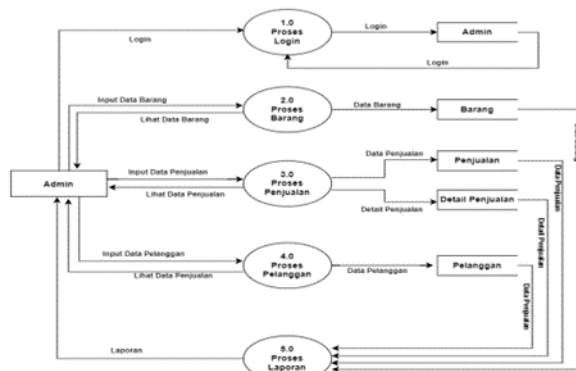 1.0
Proses
Login
Login
Login
Admin
Login
Input Data Barang
2.0
Proses
Barang
Data Barang
Barang
Lihat Data Barang
Input Data Penjualan
3.0
Proses
Penjualan
Data Penjualan
Penjualan
Admin
Lihat Data Penjualan
Detail Penjualan
Detail Penjualan
Data Penjualan
Detail Penjualan
Input Data Pelanggan
4.0
Proses
Pelanggan
Data Pelanggan
Pelanggan
Lihat Data Penjualan
Data Penjualan
Laporan
5.0
Proses
Laporan